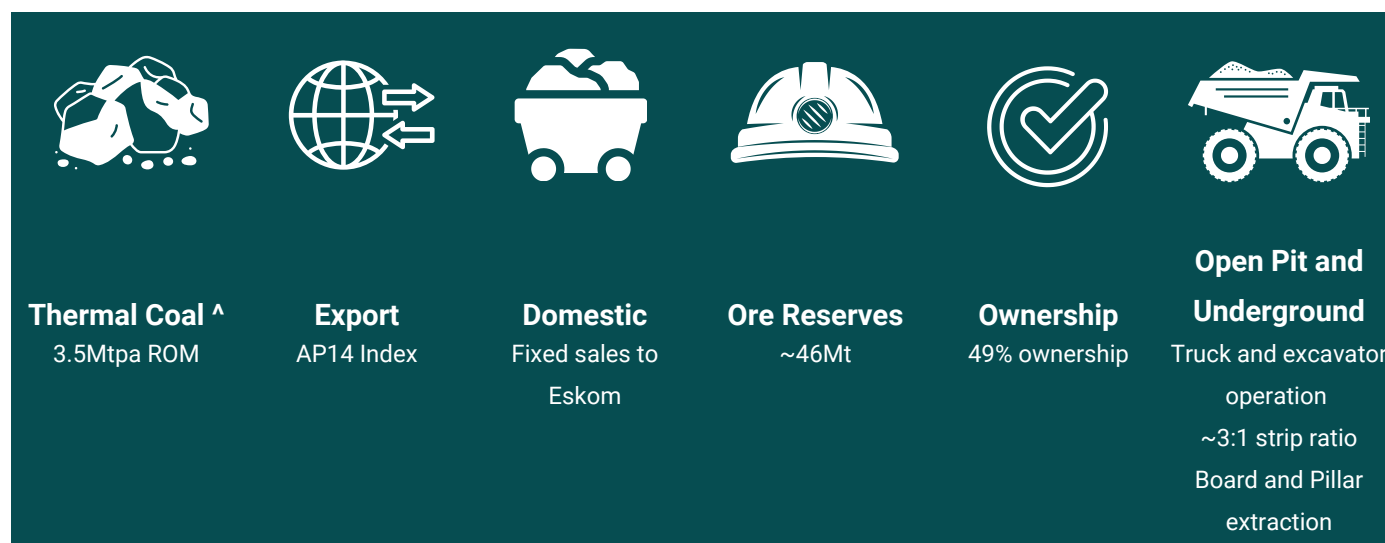 Thermal Coal ^
3.5Mtpa ROM
Export
AP14 Index
Domestic
Fixed sales to
Eskom
Ore Reserves
~46Mt
Ownership
49% ownership
Open Pit and
Underground
Truck and excavator
operation
~3:1 strip ratio
Board and Pillar
extraction